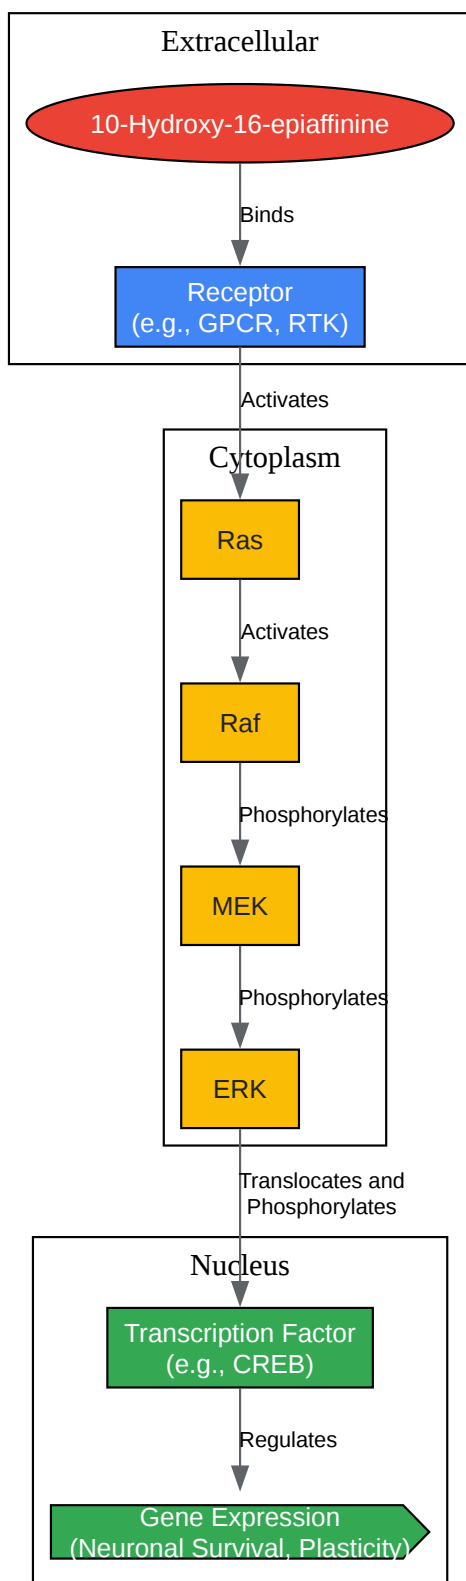 Extracellular
10-Hydroxy-16-epiaffinine
Binds
Receptor
(e.g., GPCR, RTK)
Activates
Cytoplasm
Ras
Activates
Raf
Phosphorylates
MEK
Phosphorylates
ERK
Translocates and
Phosphorylates
Nucleus
Transcription Factor
(e.g., CREB)
Regulates
Gene Expression
(Neuronal Survival, Plasticity)